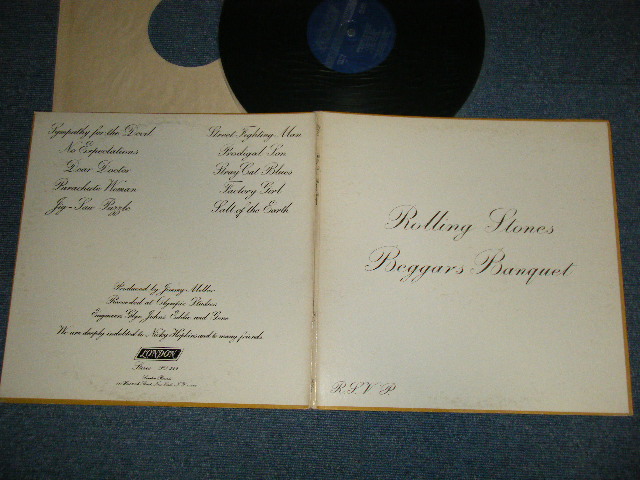 Sympathy for the Devil
No Expectations
Dear Doctor
Parachute Woman
Jig-Saw Puzzle
Street Fighting Man
Prodigal Son
Stray Cat Blues
Factory Girl
Salt of the Earth
Produced by Jimmy Miller
Recorded at Olympic Studios
Engineers Glyn Johns, Eddie and Gene
We are deeply indebted to Nicky Hopkins and to many friends.
LONDON
Stereo PS 539
Rolling Stones
Beggars Banquet
R.S.V.P.